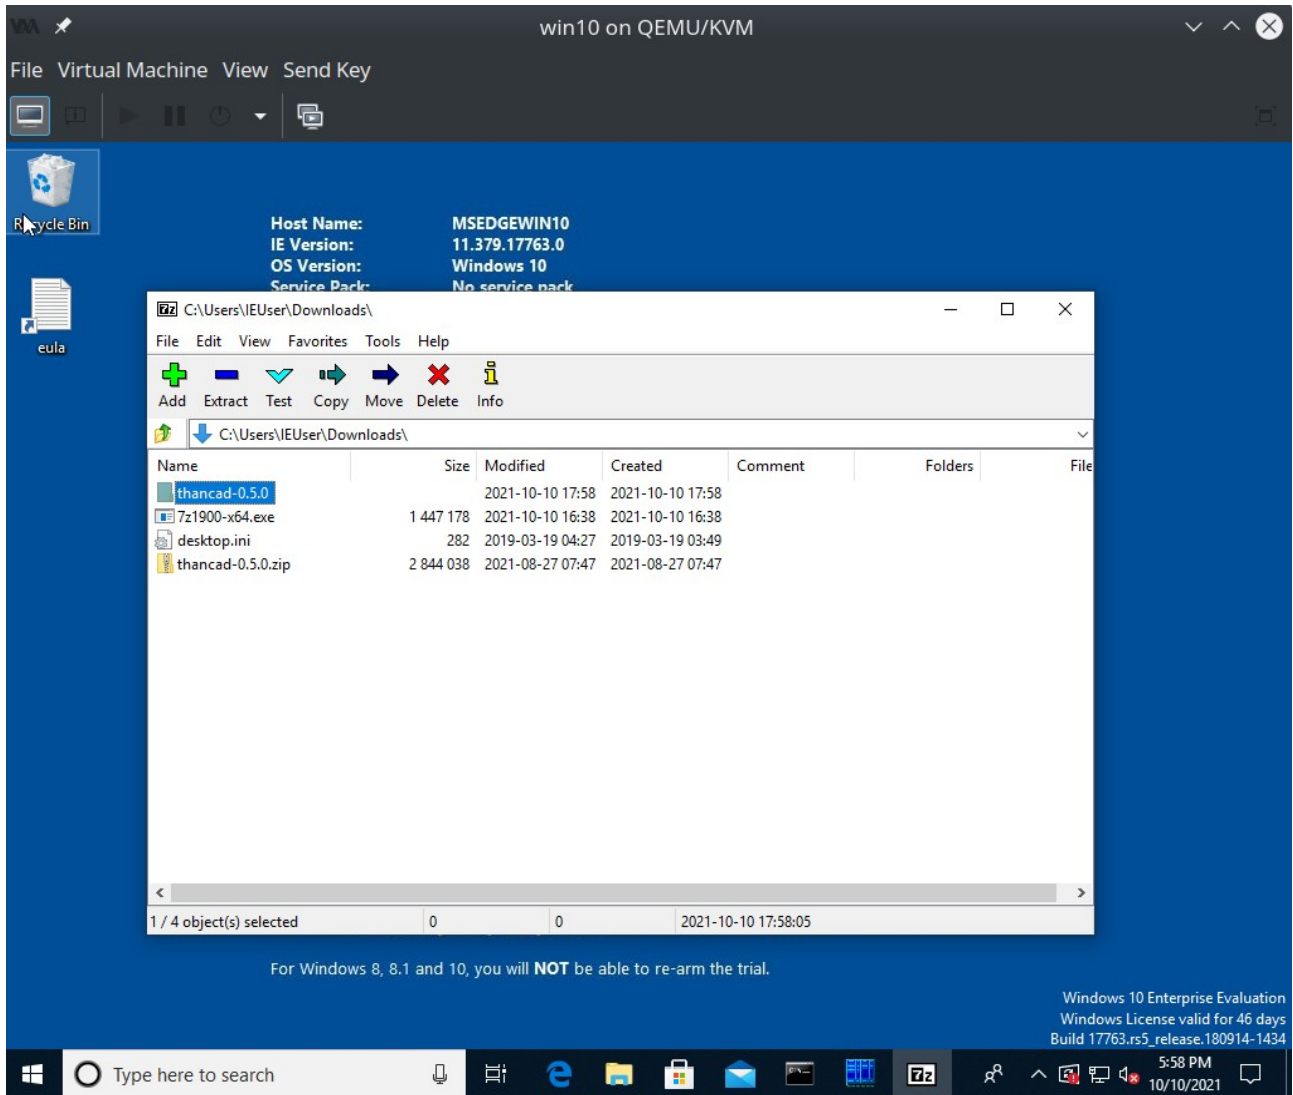 win10 on QEMU/KVM
File Virtual Machine View Send Key
Recycle Bin
eula
Host Name: MSEDGEWIN10
IE Version: 11.379.17763.0
OS Version: Windows 10
Service Pack: No service pack
7z C:\Users\IEUser\Downloads\
File Edit View Favorites Tools Help
Add Extract Test Copy Move Delete Info
C:\Users\IEUser\Downloads\
Name Size Modified Created Comment Folders File
thancad-0.5.0 2021-10-10 17:58 2021-10-10 17:58
7z1900-x64.exe 1 447 178 2021-10-10 16:38 2021-10-10 16:38
desktop.ini 282 2019-03-19 04:27 2019-03-19 03:49
thancad-0.5.0.zip 2 844 038 2021-08-27 07:47 2021-08-27 07:47
1 / 4 object(s) selected 0 0 2021-10-10 17:58:05
For Windows 8, 8.1 and 10, you will NOT be able to re-arm the trial.
Windows 10 Enterprise Evaluation
Windows License valid for 46 days
Build 17763.rs5_release.180914-1434
Type here to search 7z 5:58 PM
10/10/2021